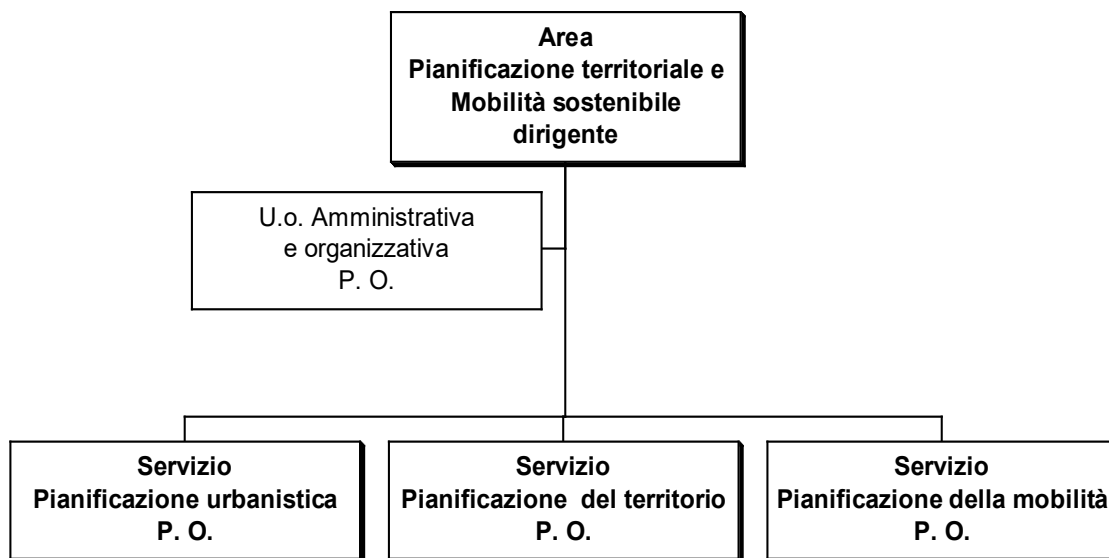 Area
Pianificazione territoriale e
Mobilità sostenibile
dirigente
U.o. Amministrativa
e organizzativa
P. O.
Servizio
Pianificazione urbanistica
P. O.
Servizio
Pianificazione del territorio
P. O.
Servizio
Pianificazione della mobilità
P. O.